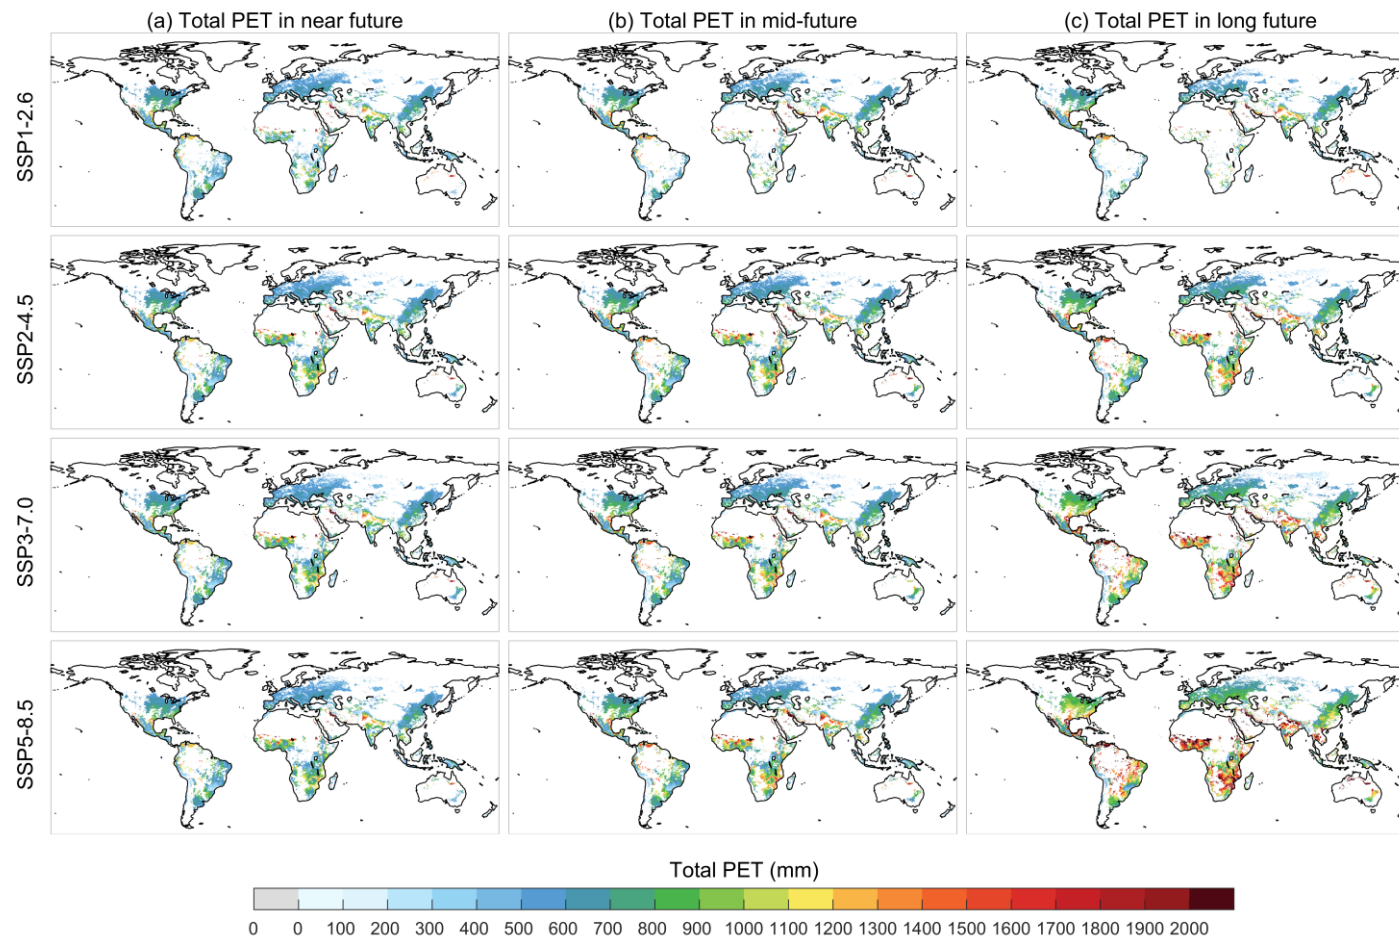 (a) Total PET in near future
(b) Total PET in mid-future
(c) Total PET in long future
SSP1-2.6
SSP2-4.5
SSP3-7.0
SSP5-8.5
Total PET (mm)
0 0 100 200 300 400 500 600 700 800 900 1000 1100 1200 1300 1400 1500 1600 1700 1800 1900 2000